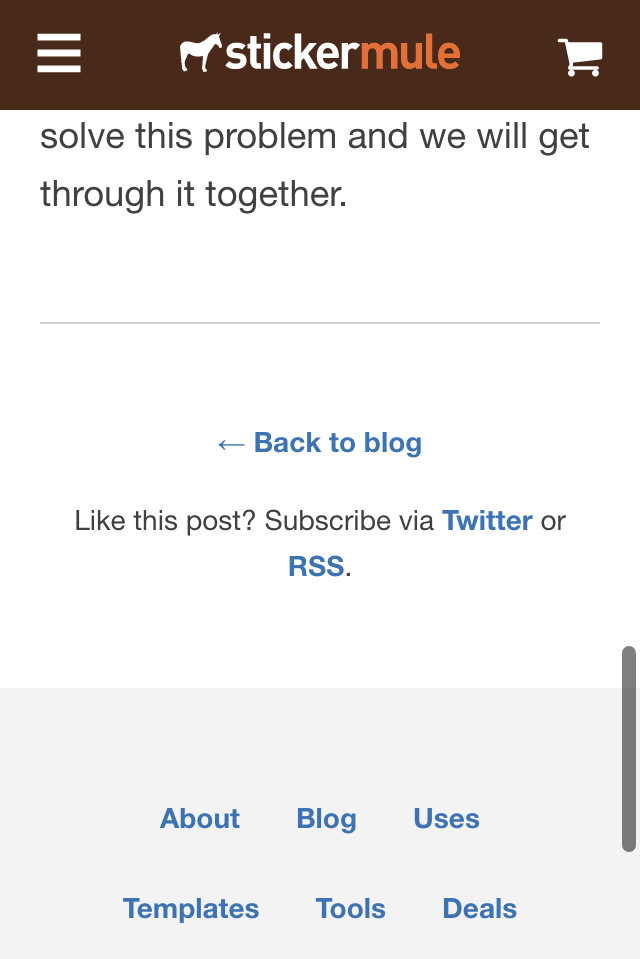 stickermule
solve this problem and we will get
through it together.
← Back to blog
Like this post? Subscribe via Twitter or
RSS.
About Blog Uses
Templates Tools Deals